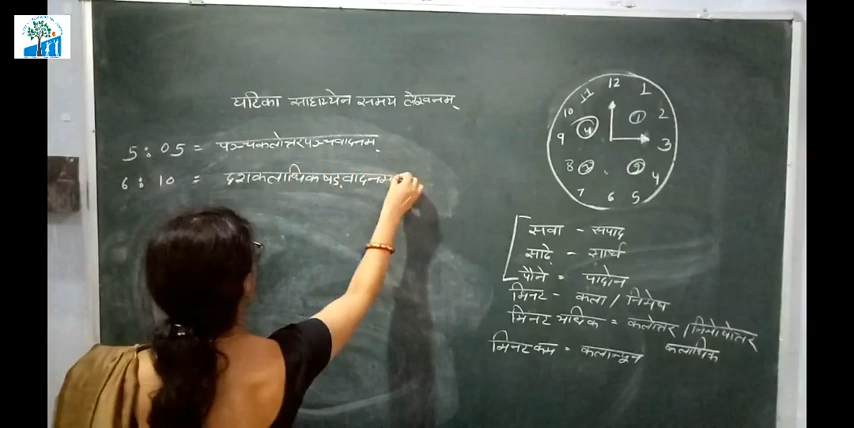 घटिका साहाय्येन समय लेखनम्
5:05 = पञ्चकलोत्तरपञ्चवादनम्
6:10 = दशकलाधिकषड्वादनम्
12
11 1
10 2
9 3
8 4
7 5
6
सवा - सपाद
साढे - सार्ध
पौने = पादोन
मिनट - कला / निमेष
मिनट अधिक = कलोत्तर / निमेषोत्तर
कलाधिक
मिनट कम = कलान्यून